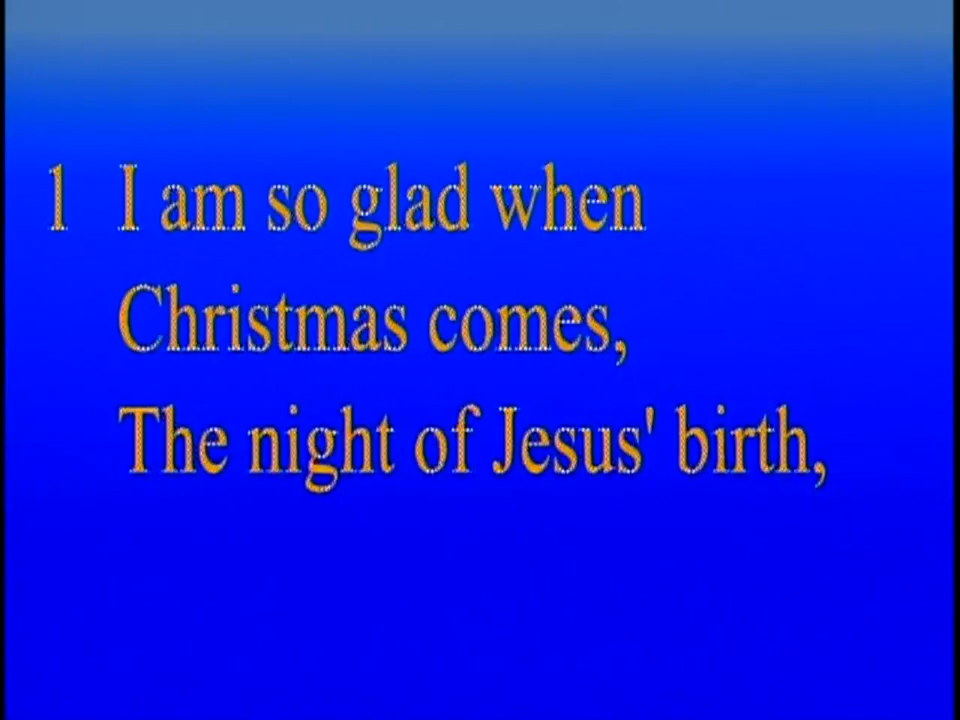 1 I am so glad when
Christmas comes,
The night of Jesus' birth,